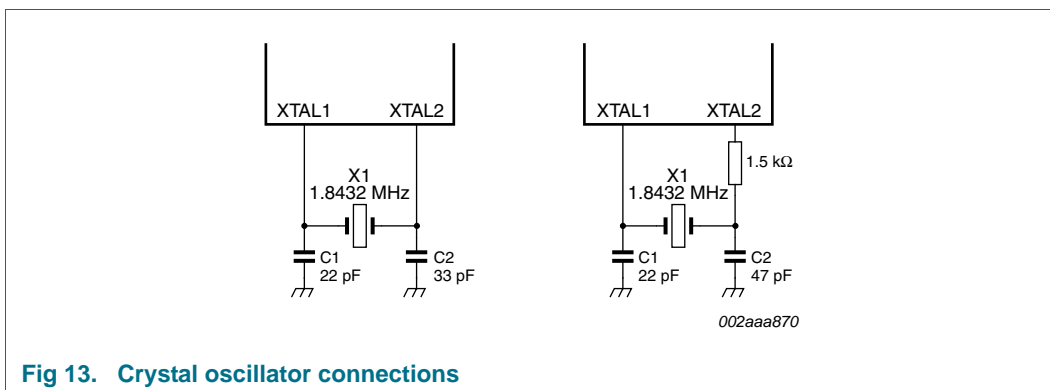 XTAL1 XTAL2
X1
1.8432 MHz
C1
22 pF
C2
33 pF
XTAL1 XTAL2
1.5 kΩ
X1
1.8432 MHz
C1
22 pF
C2
47 pF
002aaa870
Fig 13. Crystal oscillator connections